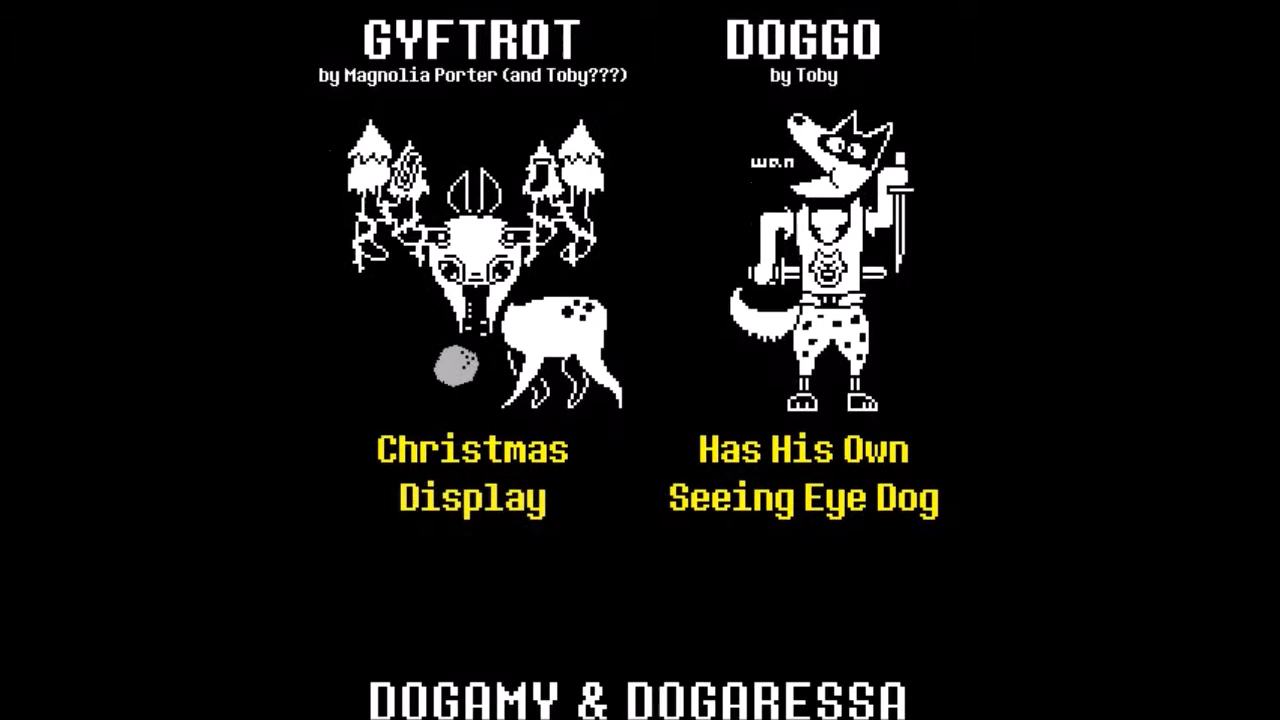 GYFTROT
by Magnolia Porter (and Toby???)
Christmas
Display
DOGGO
by Toby
wan
Has His Own
Seeing Eye Dog
DOGAMY & DOGARESSA